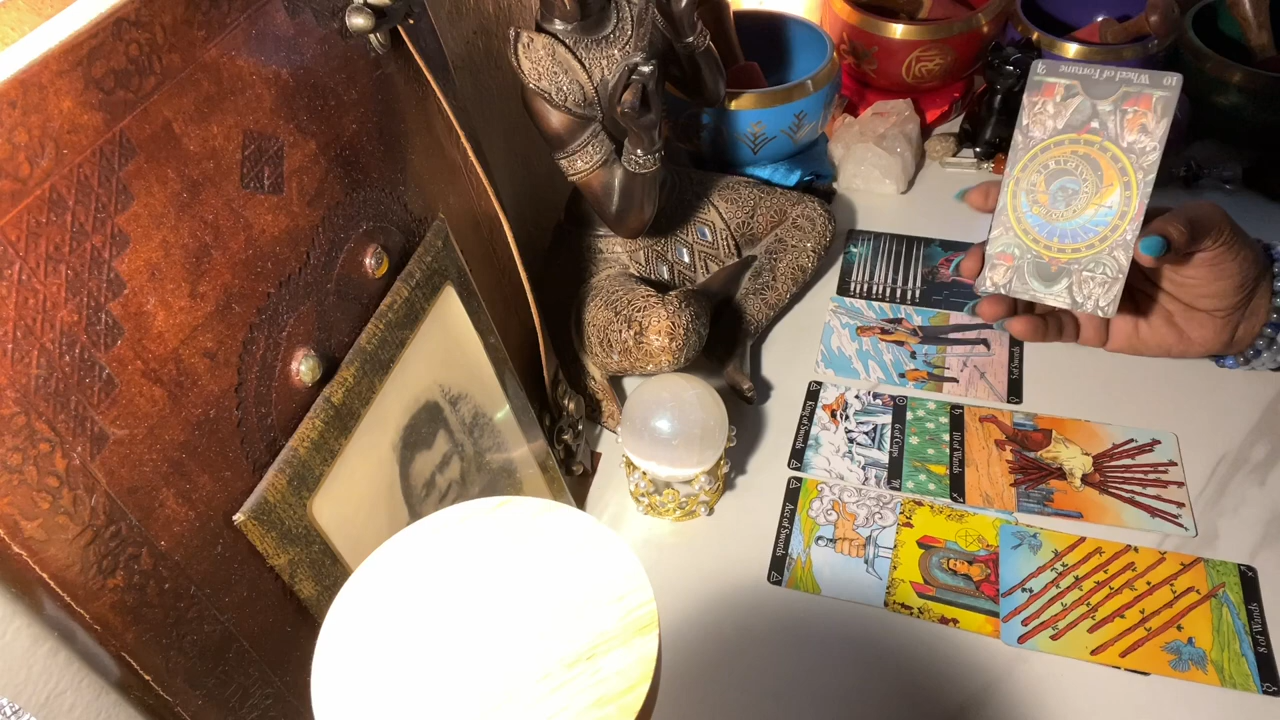 10 Wheel of Fortune
5 of Swords
King of Swords
6 of Cups
10 of Wands
Ace of Swords
8 of Wands